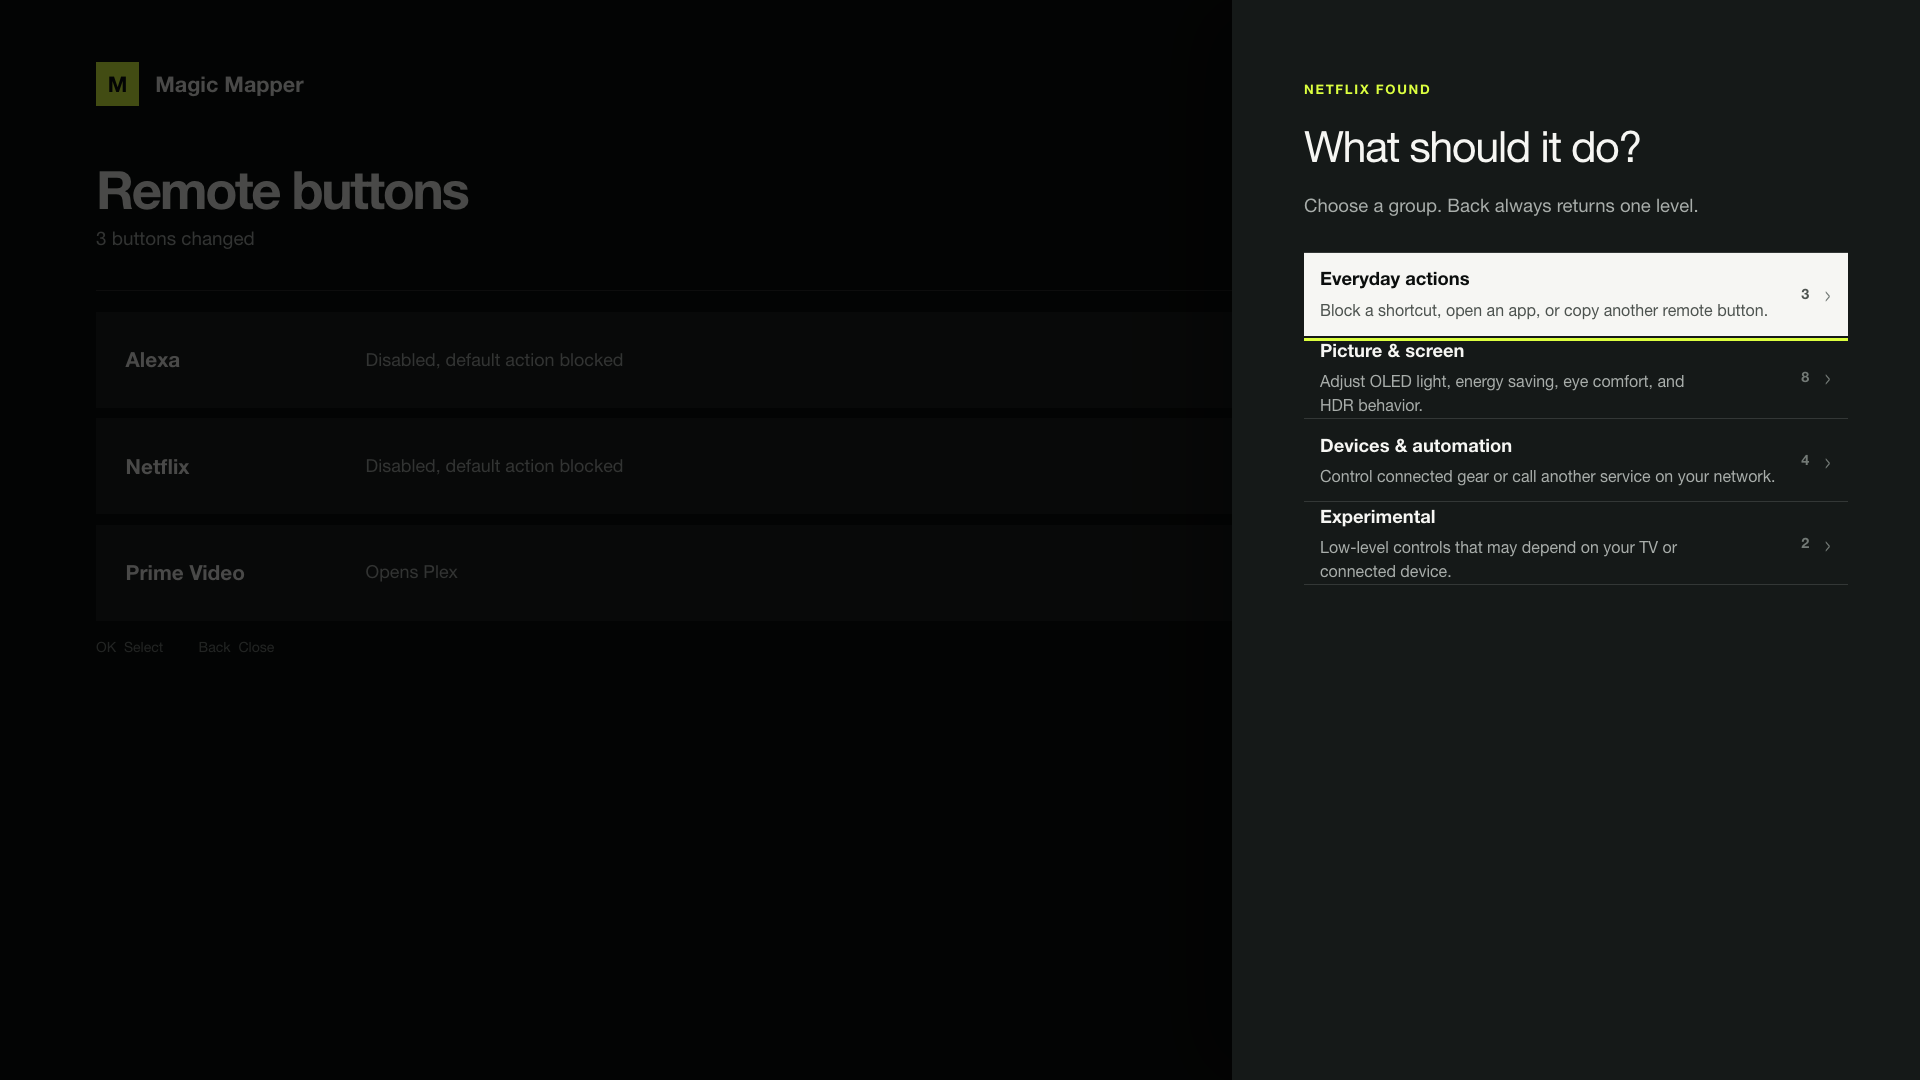 M
Magic Mapper
Remote buttons
3 buttons changed
Alexa
Disabled, default action blocked
Netflix
Disabled, default action blocked
Prime Video
Opens Plex
OK Select Back Close
NETFLIX FOUND
What should it do?
Choose a group. Back always returns one level.
Everyday actions
Block a shortcut, open an app, or copy another remote button.
3 ›
Picture & screen
Adjust OLED light, energy saving, eye comfort, and
HDR behavior.
8 ›
Devices & automation
Control connected gear or call another service on your network.
4 ›
Experimental
Low-level controls that may depend on your TV or
connected device.
2 ›